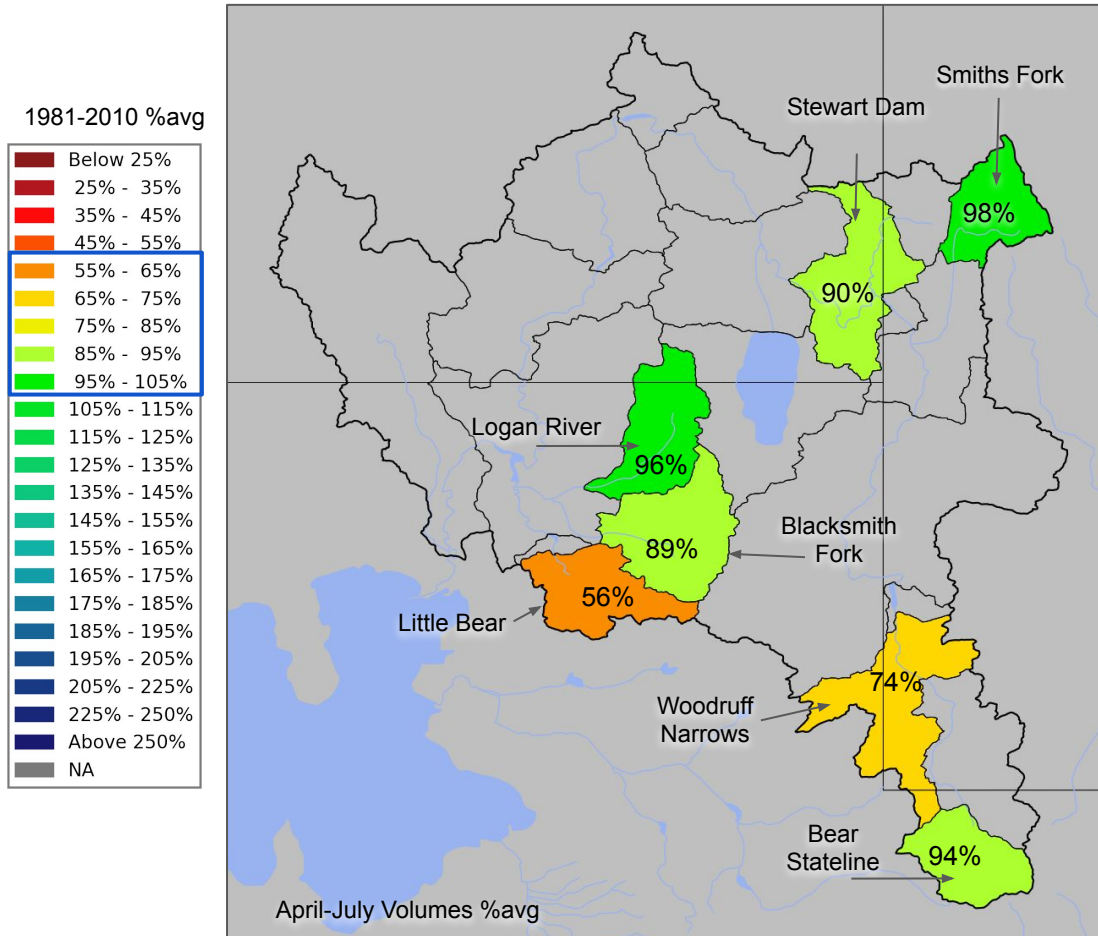 1981-2010 %avg
Below 25%
25% - 35%
35% - 45%
45% - 55%
55% - 65%
65% - 75%
75% - 85%
85% - 95%
95% - 105%
105% - 115%
115% - 125%
125% - 135%
135% - 145%
145% - 155%
155% - 165%
165% - 175%
175% - 185%
185% - 195%
195% - 205%
205% - 225%
225% - 250%
Above 250%
NA
Smiths Fork
Stewart Dam
98%
90%
Logan River
96%
Blacksmith
Fork
89%
56%
Little Bear
74%
Woodruff
Narrows
Bear
Stateline
94%
April-July Volumes %avg